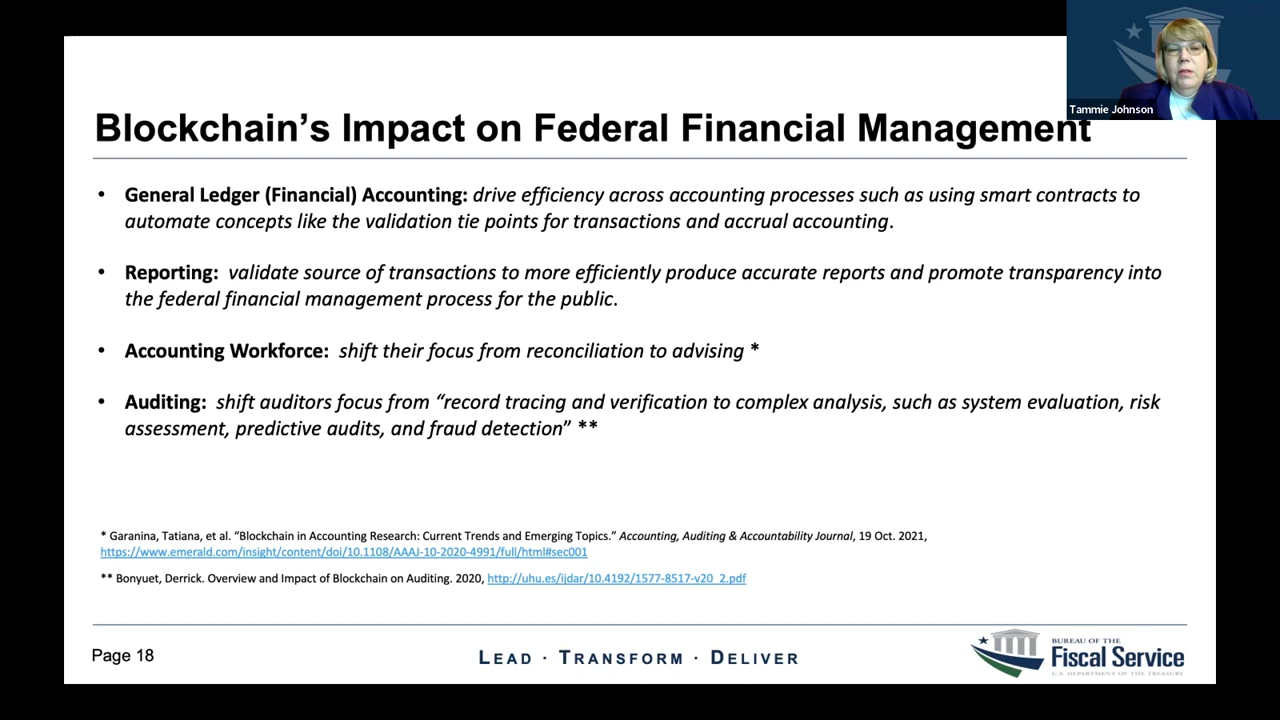 Tammie Johnson
Blockchain’s Impact on Federal Financial Management
• General Ledger (Financial) Accounting: drive efficiency across accounting processes such as using smart contracts to
automate concepts like the validation tie points for transactions and accrual accounting.
• Reporting: validate source of transactions to more efficiently produce accurate reports and promote transparency into
the federal financial management process for the public.
• Accounting Workforce: shift their focus from reconciliation to advising *
• Auditing: shift auditors focus from “record tracing and verification to complex analysis, such as system evaluation, risk
assessment, predictive audits, and fraud detection” **
* Garanina, Tatiana, et al. “Blockchain in Accounting Research: Current Trends and Emerging Topics.” Accounting, Auditing & Accountability Journal, 19 Oct. 2021,
https://www.emerald.com/insight/content/doi/10.1108/AAAJ-10-2020-4991/full/html#sec001
** Bonyuet, Derrick. Overview and Impact of Blockchain on Auditing. 2020, http://uhu.es/ijdar/10.4192/1577-8517-v20_2.pdf
Page 18
LEAD · TRANSFORM · DELIVER
BUREAU OF THE
Fiscal Service
U.S. DEPARTMENT OF THE TREASURY